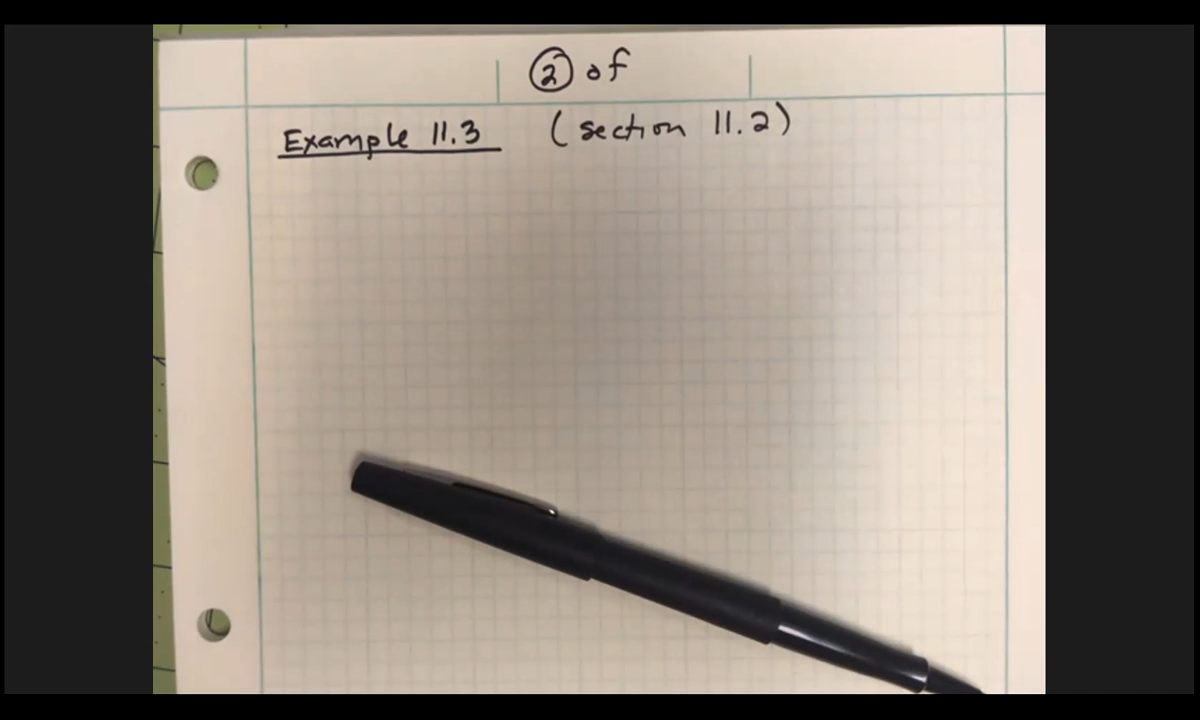 ② of
Example 11.3 (section 11.2)